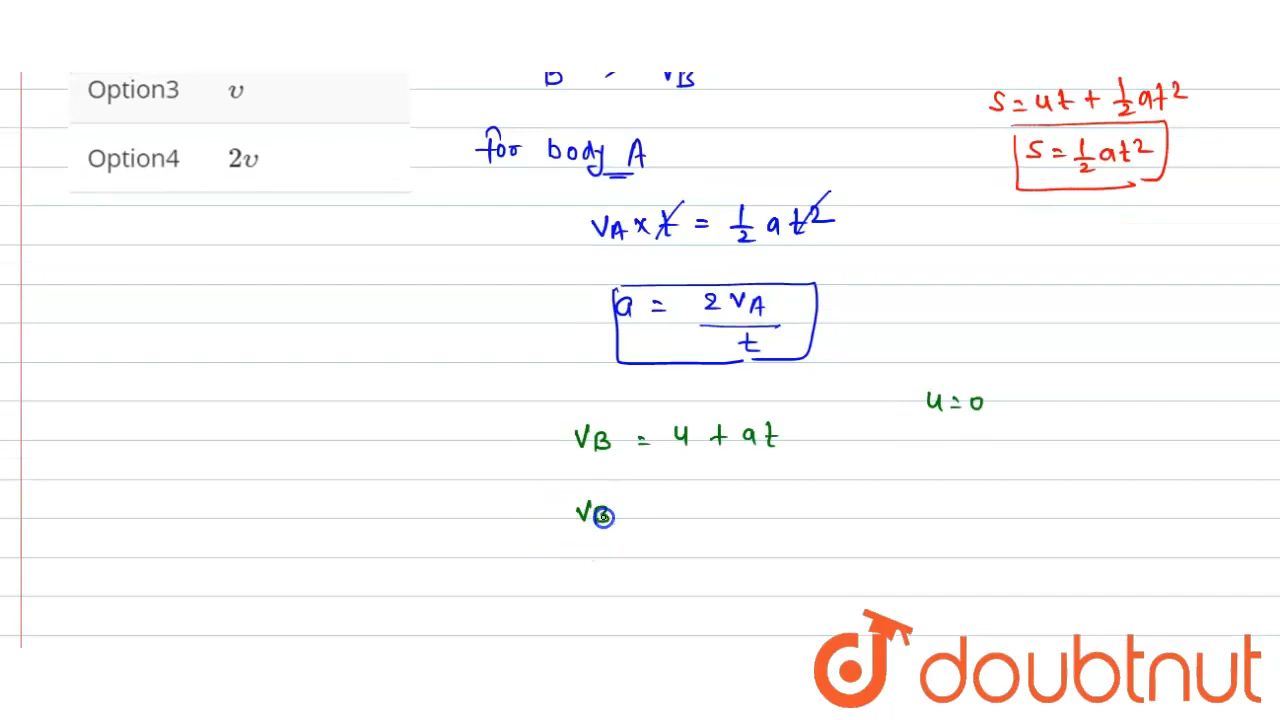 Option3 v
Option4 2v
B → VB
S = ut + 1/2 at2
S = 1/2 at2
for body A
VA × t = 1/2 a t2
a = 2VA / t
u = 0
VB = u + at
VB
doubtnut